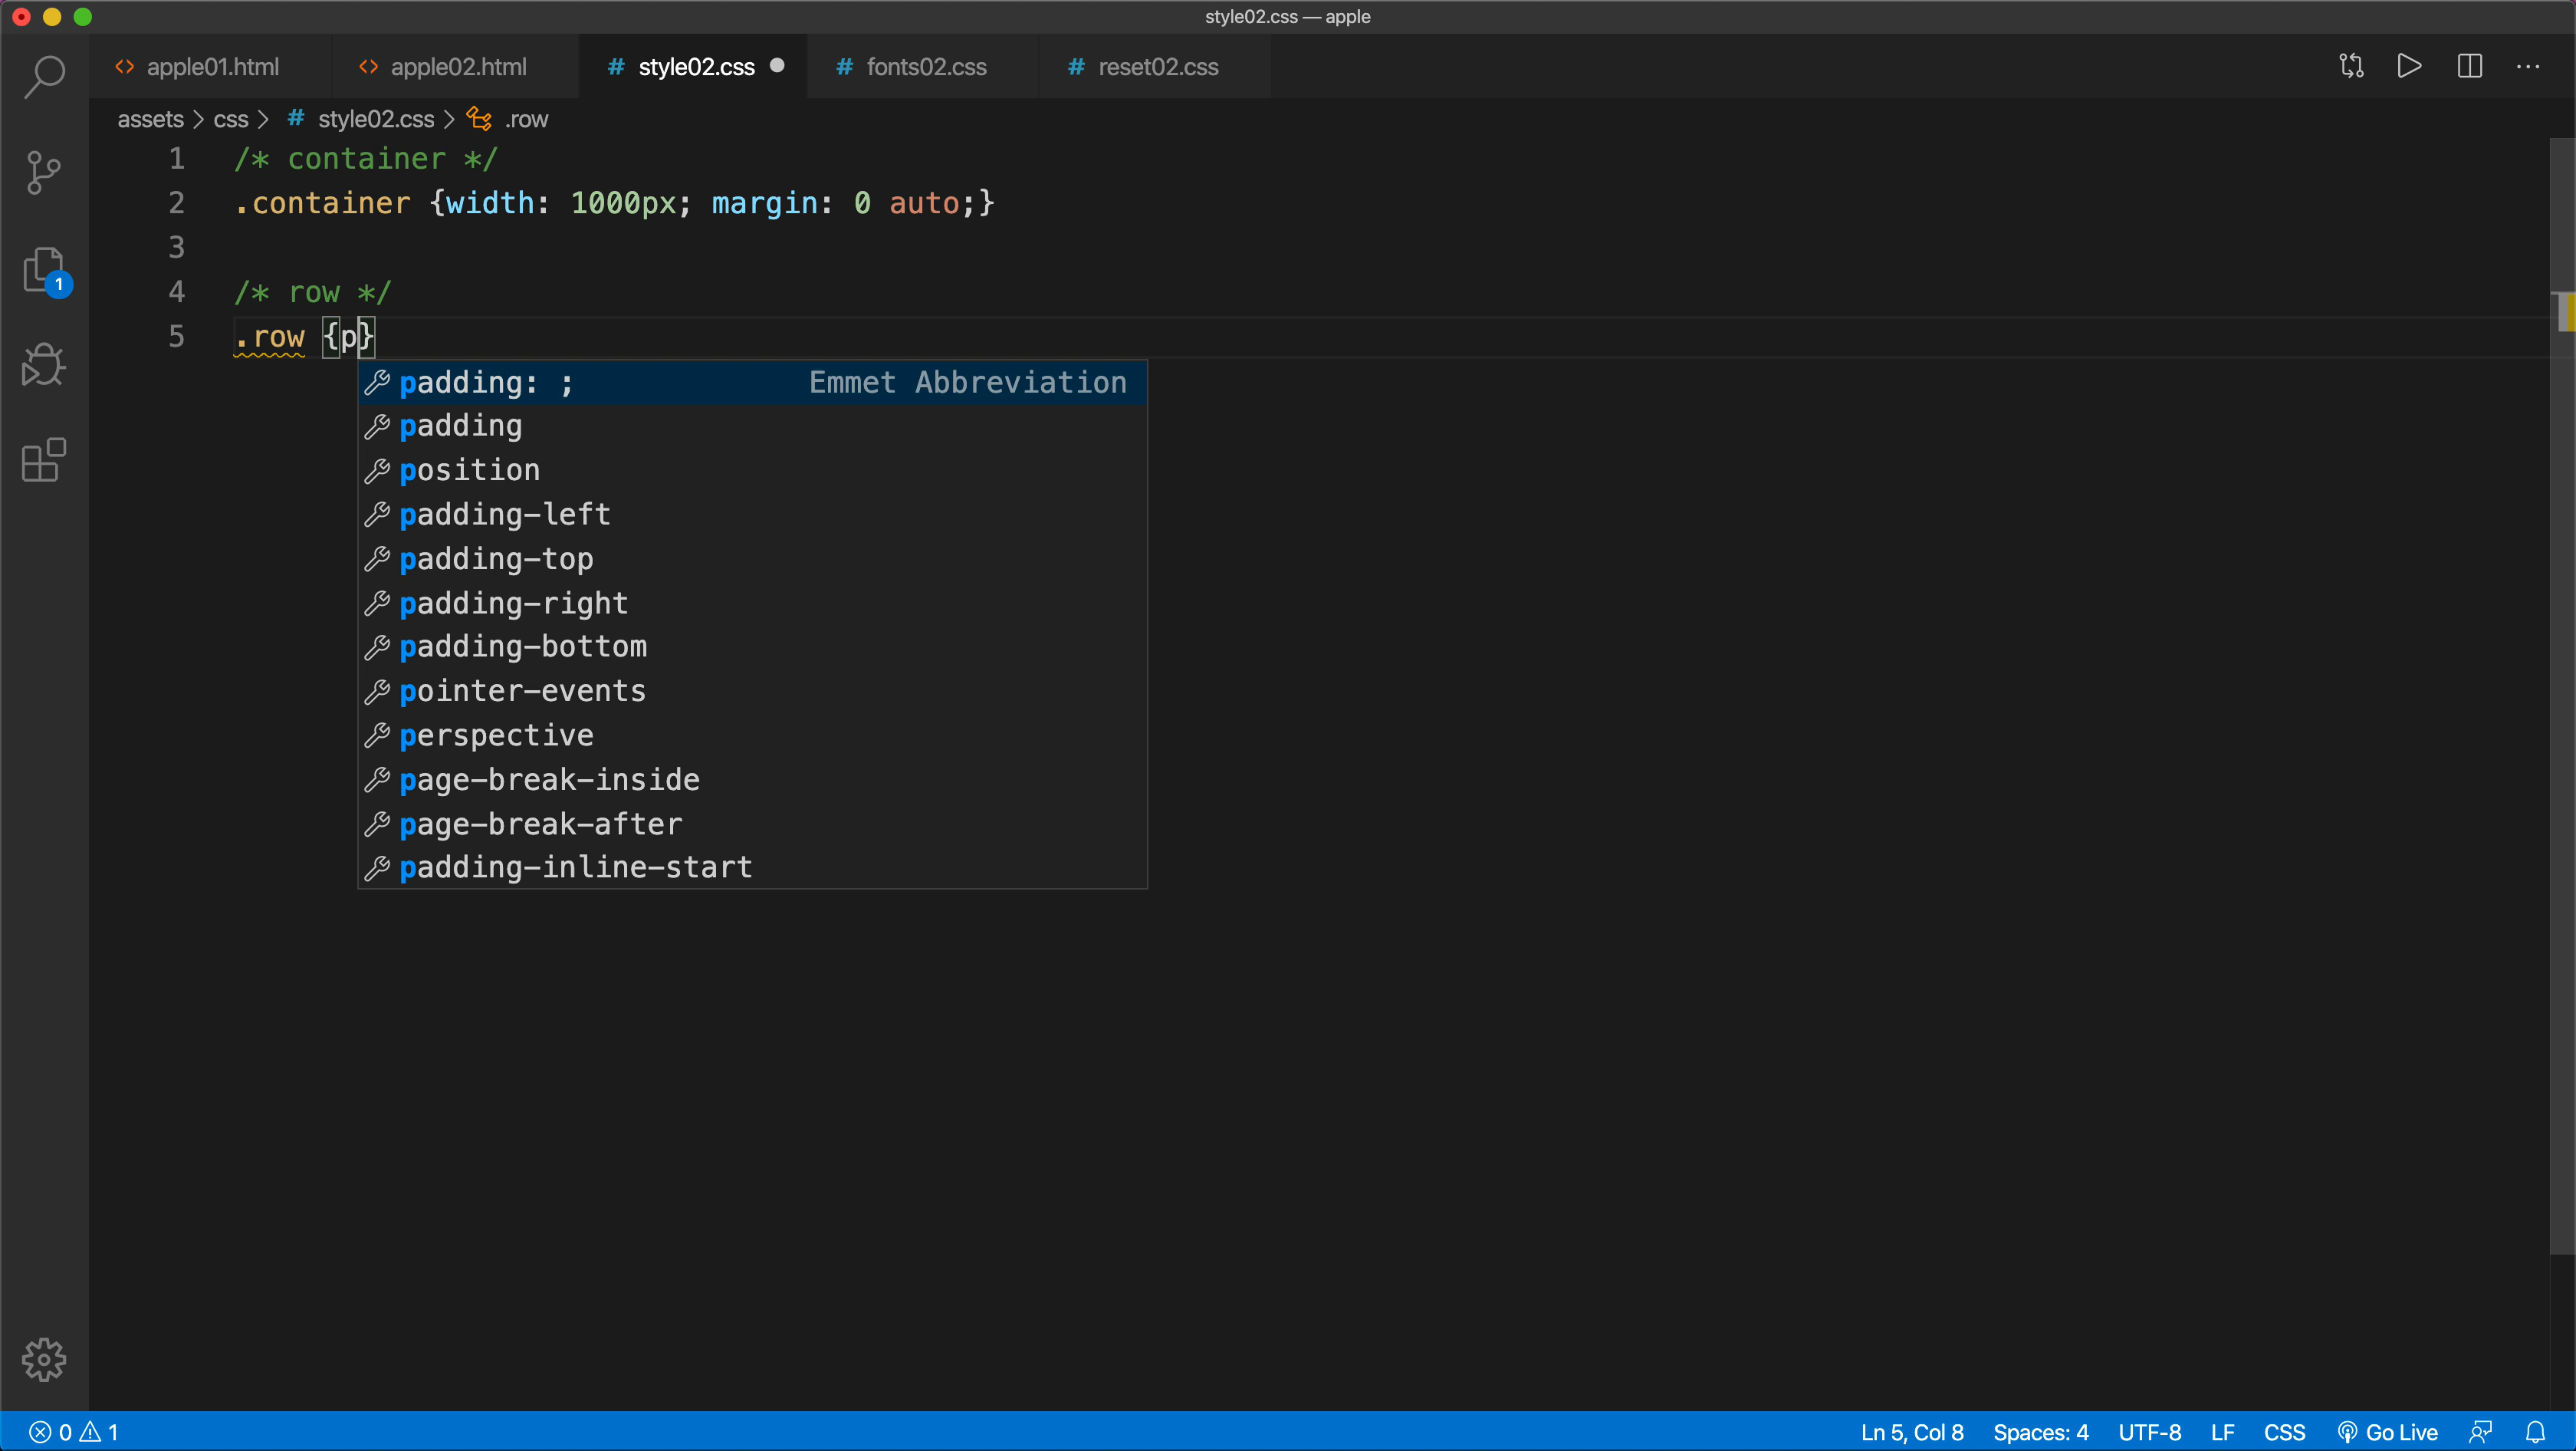 style02.css — apple
apple01.html
apple02.html
# style02.css
# fonts02.css
# reset02.css
assets > css > # style02.css > .row
1 /* container */
2 .container {width: 1000px; margin: 0 auto;}
3
4 /* row */
5 .row {p}
padding: ; Emmet Abbreviation
padding
position
padding-left
padding-top
padding-right
padding-bottom
pointer-events
perspective
page-break-inside
page-break-after
padding-inline-start
1
0 1 Ln 5, Col 8 Spaces: 4 UTF-8 LF CSS Go Live